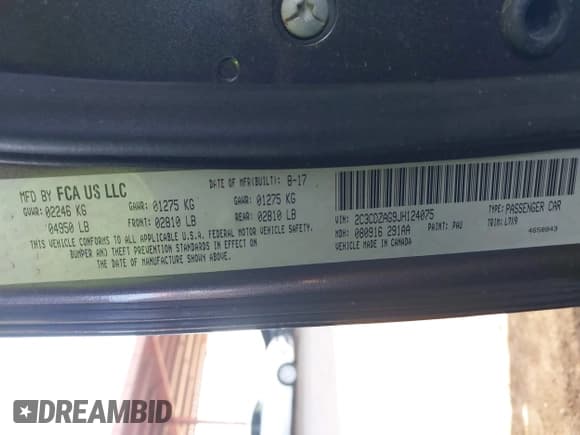 MFD BY FCA US LLC
DATE OF MFR(BUILT): 8-17
GVWR: 02246 KG GAWR: 01275 KG GAWR: 01275 KG
04950 LB FRONT: 02810 LB REAR: 02810 LB
THIS VEHICLE CONFORMS TO ALL APPLICABLE U.S.A. FEDERAL MOTOR VEHICLE SAFETY,
BUMPER AND THEFT PREVENTION STANDARDS IN EFFECT ON THE
DATE OF MANUFACTURE SHOWN ABOVE.
VIN: 2C3CDZAG9JH124075 TYPE: PASSENGER CAR
MDH: 080916 291AA PAINT: PAU TRIM: L7X9
VEHICLE MADE IN CANADA 4658943
DREAMBID